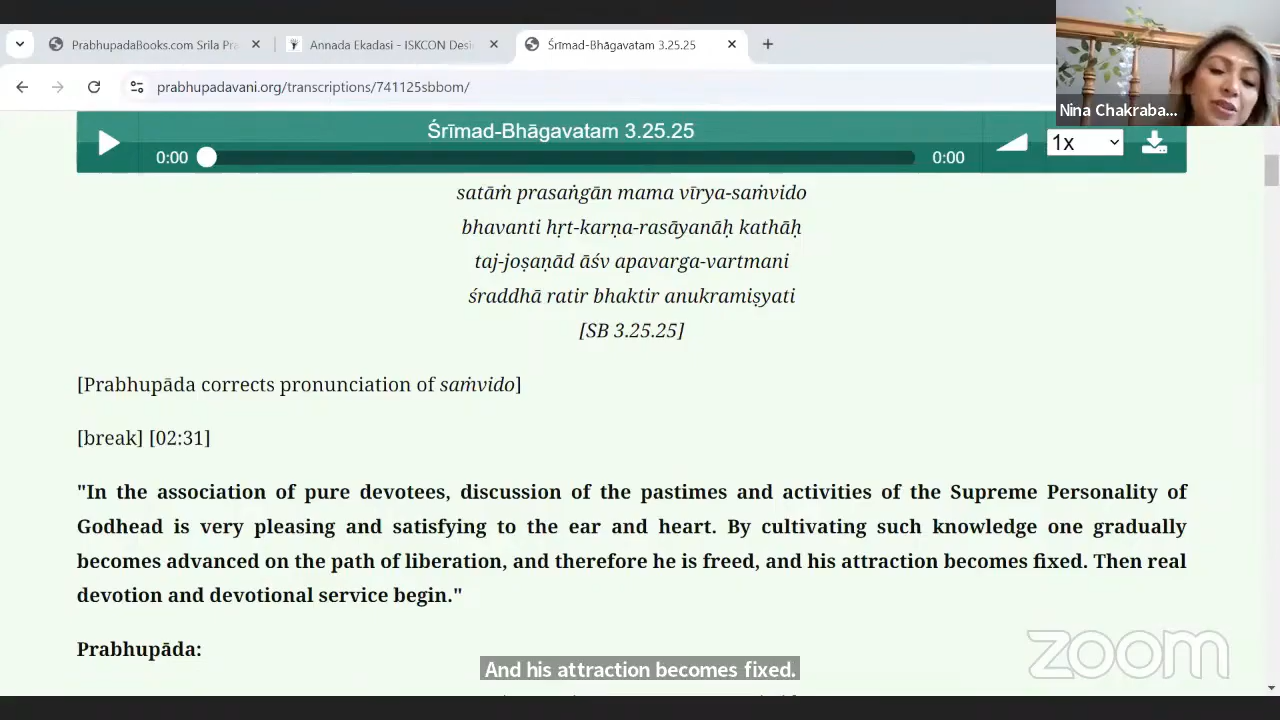 PrabhupadaBooks.com Srila Pra
Annada Ekadasi - ISKCON Desi
Śrīmad-Bhāgavatam 3.25.25
prabhupadavani.org/transcriptions/741125sbbom/
Nina Chakraba...
Śrīmad-Bhāgavatam 3.25.25
0:00
0:00
1x
satāṁ prasaṅgān mama vīrya-saṁvido
bhavanti hṛt-karṇa-rasāyanāḥ kathāḥ
taj-joṣaṇād āśv apavarga-vartmani
śraddhā ratir bhaktir anukramiṣyati
[SB 3.25.25]
[Prabhupāda corrects pronunciation of saṁvido]
[break] [02:31]
"In the association of pure devotees, discussion of the pastimes and activities of the Supreme Personality of
Godhead is very pleasing and satisfying to the ear and heart. By cultivating such knowledge one gradually
becomes advanced on the path of liberation, and therefore he is freed, and his attraction becomes fixed. Then real
devotion and devotional service begin."
Prabhupāda:
And his attraction becomes fixed.
zoom